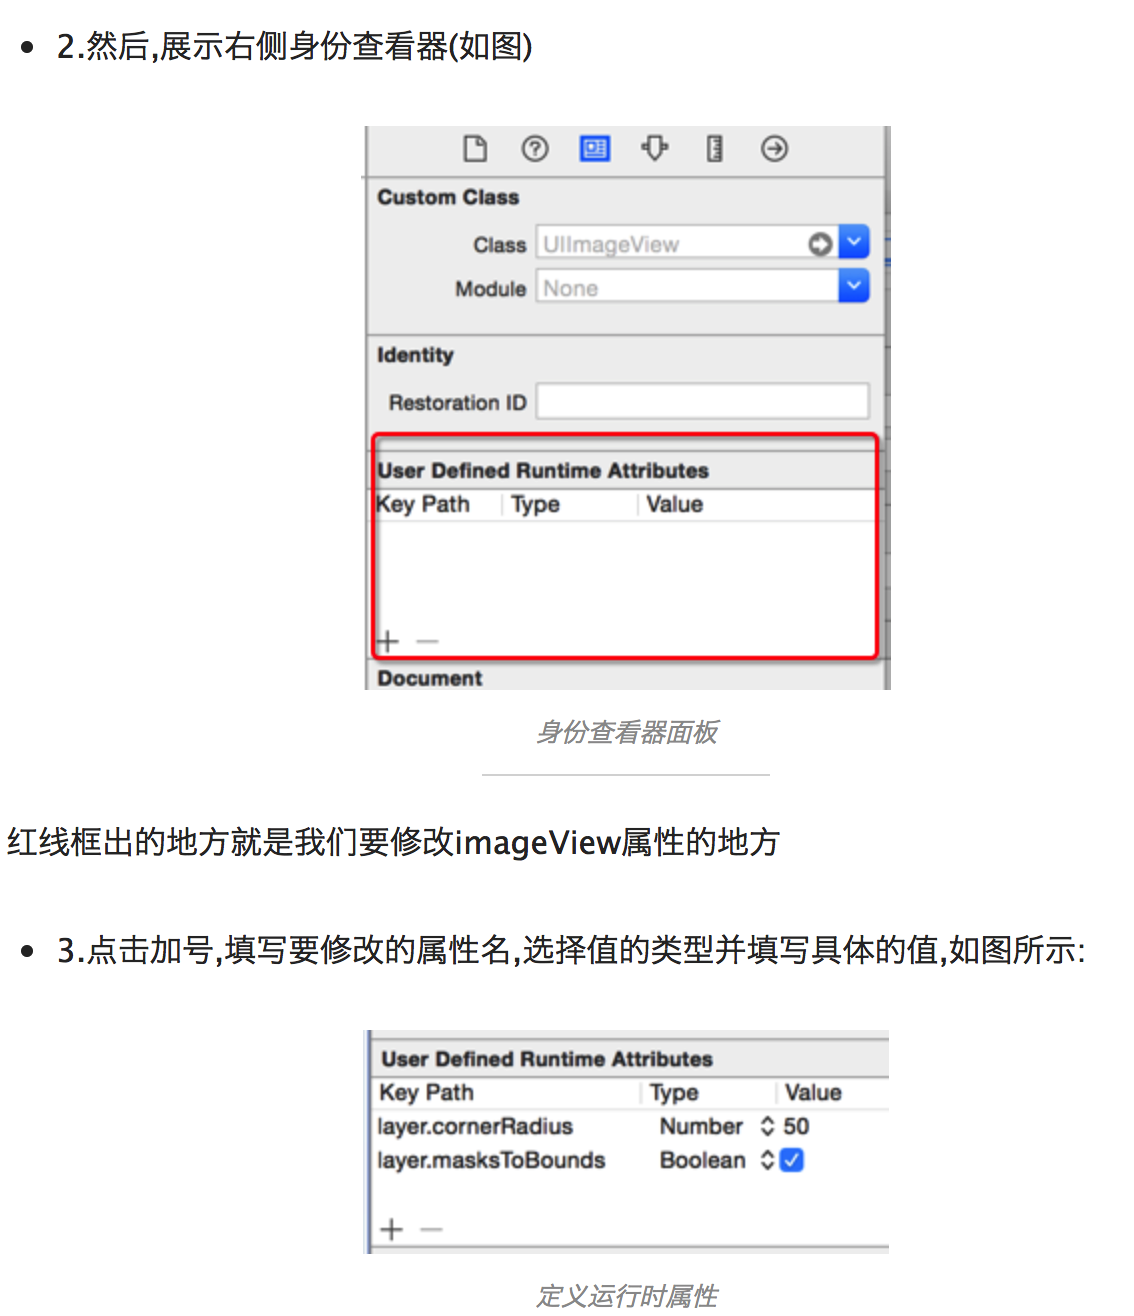 2.然后,展示右侧身份查看器(如图)
Custom Class
Class UIImageView
Module None
Identity
Restoration ID
User Defined Runtime Attributes
Key Path Type Value
Document
身份查看器面板
红线框出的地方就是我们要修改imageView属性的地方
3.点击加号,填写要修改的属性名,选择值的类型并填写具体的值,如图所示:
User Defined Runtime Attributes
Key Path Type Value
layer.cornerRadius Number 50
layer.masksToBounds Boolean
定义运行时属性